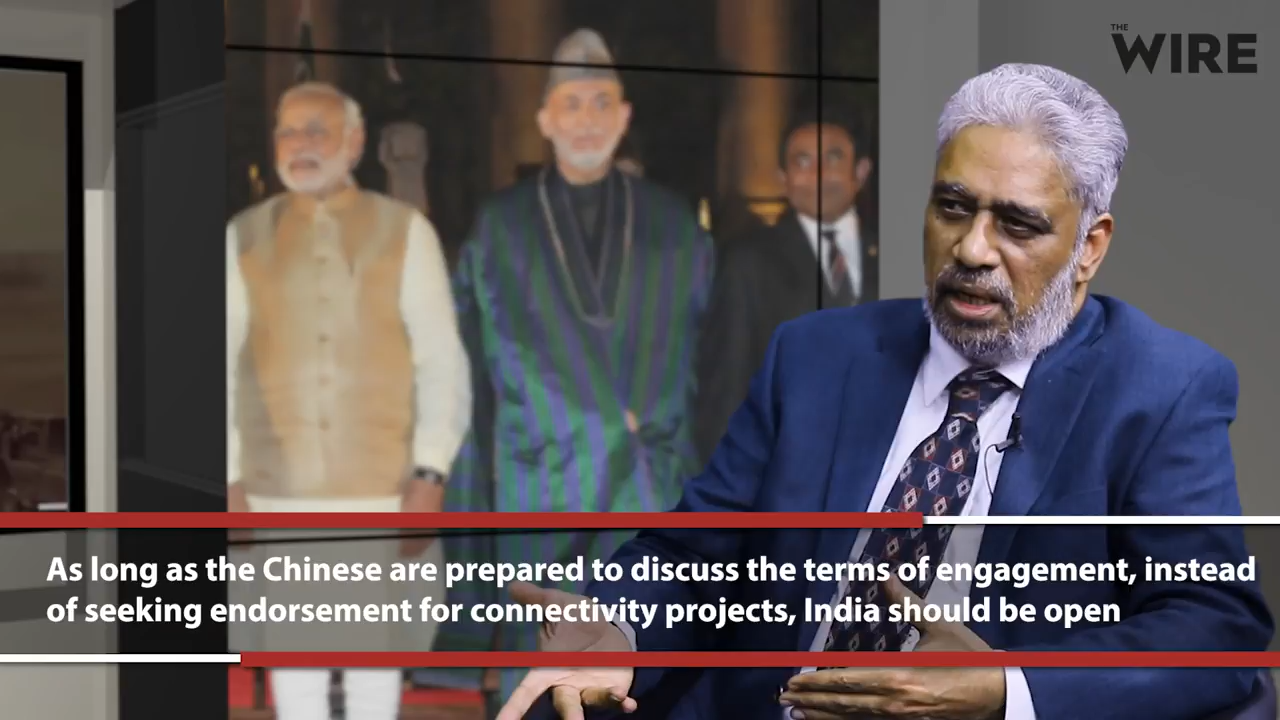 THE
WIRE
As long as the Chinese are prepared to discuss the terms of engagement, instead
of seeking endorsement for connectivity projects, India should be open